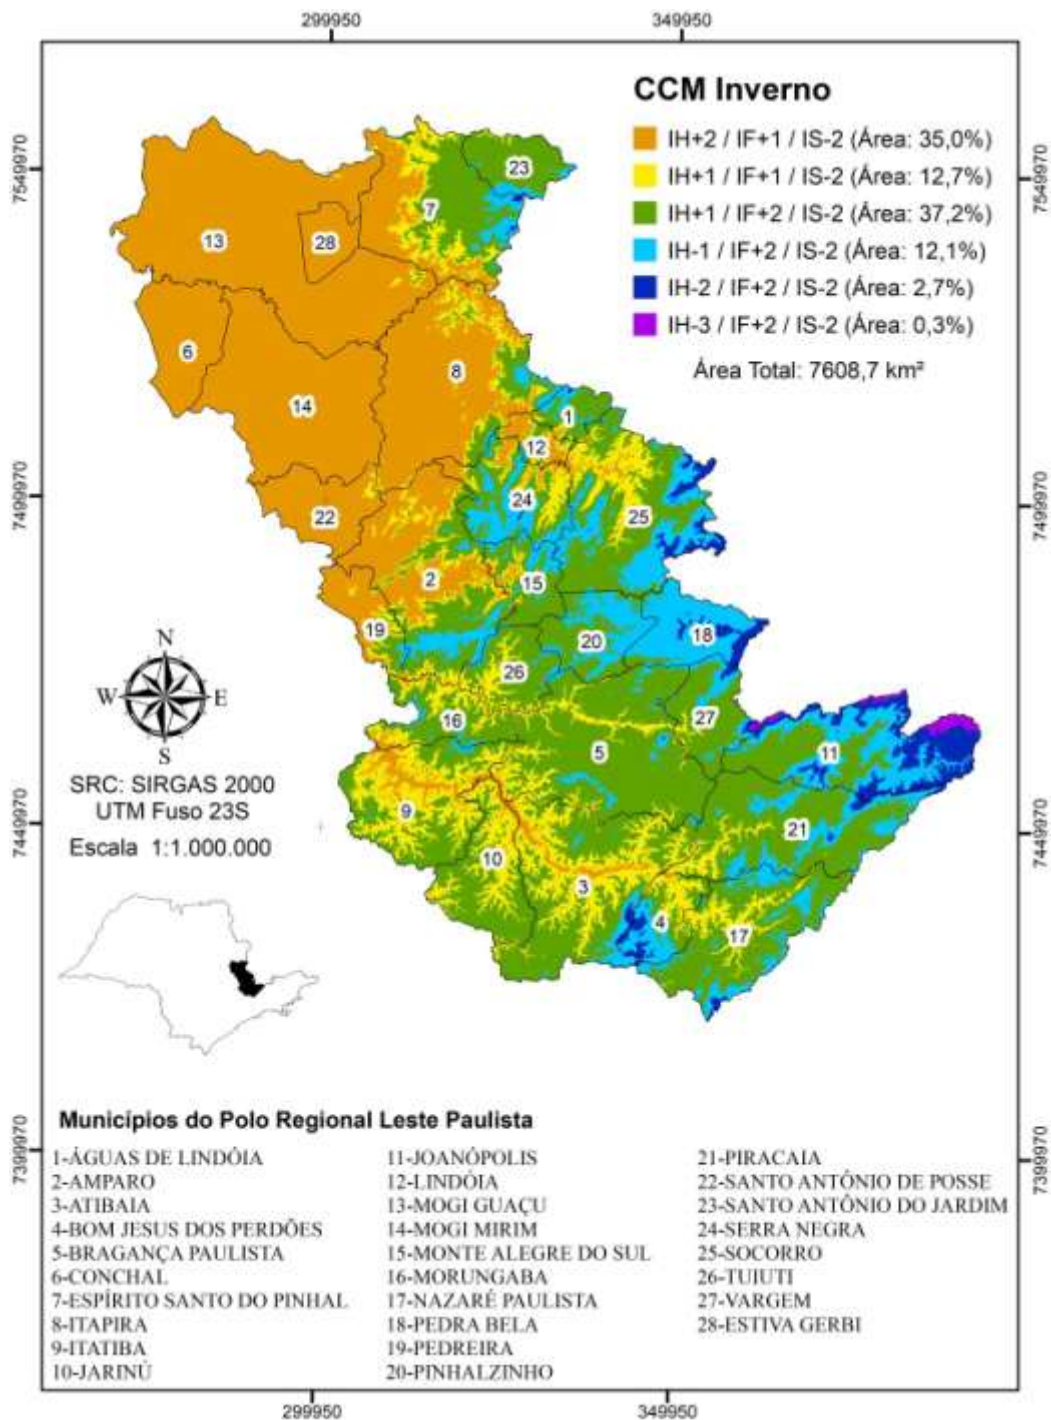 299950
349950
CCM Inverno
IH+2 / IF+1 / IS-2 (Área: 35,0%)
IH+1 / IF+1 / IS-2 (Área: 12,7%)
IH+1 / IF+2 / IS-2 (Área: 37,2%)
IH-1 / IF+2 / IS-2 (Área: 12,1%)
IH-2 / IF+2 / IS-2 (Área: 2,7%)
IH-3 / IF+2 / IS-2 (Área: 0,3%)
Área Total: 7608,7 km²
7549970
7549970
23
7
13
28
6
8
14
1
12
7499970
7499970
24
22
25
2
15
19
18
20
26
27
16
5
11
9
21
10
3
4
17
N
W
E
S
SRC: SIRGAS 2000
UTM Fuso 23S
Escala 1:1.000.000
7449970
7449970
Municípios do Polo Regional Leste Paulista
7399970
7399970
1-ÁGUAS DE LINDÓIA
2-AMPARO
3-ATIBAIA
4-BOM JESUS DOS PERDÕES
5-BRAGANÇA PAULISTA
6-CONCHAL
7-ESPÍRITO SANTO DO PINHAL
8-ITAPIRA
9-ITATIBA
10-JARINÚ
11-JOANÓPOLIS
12-LINDÓIA
13-MOGI GUAÇU
14-MOGI MIRIM
15-MONTE ALEGRE DO SUL
16-MORUNGABA
17-NAZARÉ PAULISTA
18-PEDRA BELA
19-PEDREIRA
20-PINHALZINHO
21-PIRACAIA
22-SANTO ANTÔNIO DE POSSE
23-SANTO ANTÔNIO DO JARDIM
24-SERRA NEGRA
25-SOCORRO
26-TUIUTI
27-VARGEM
28-ESTIVA GERBI
299950
349950